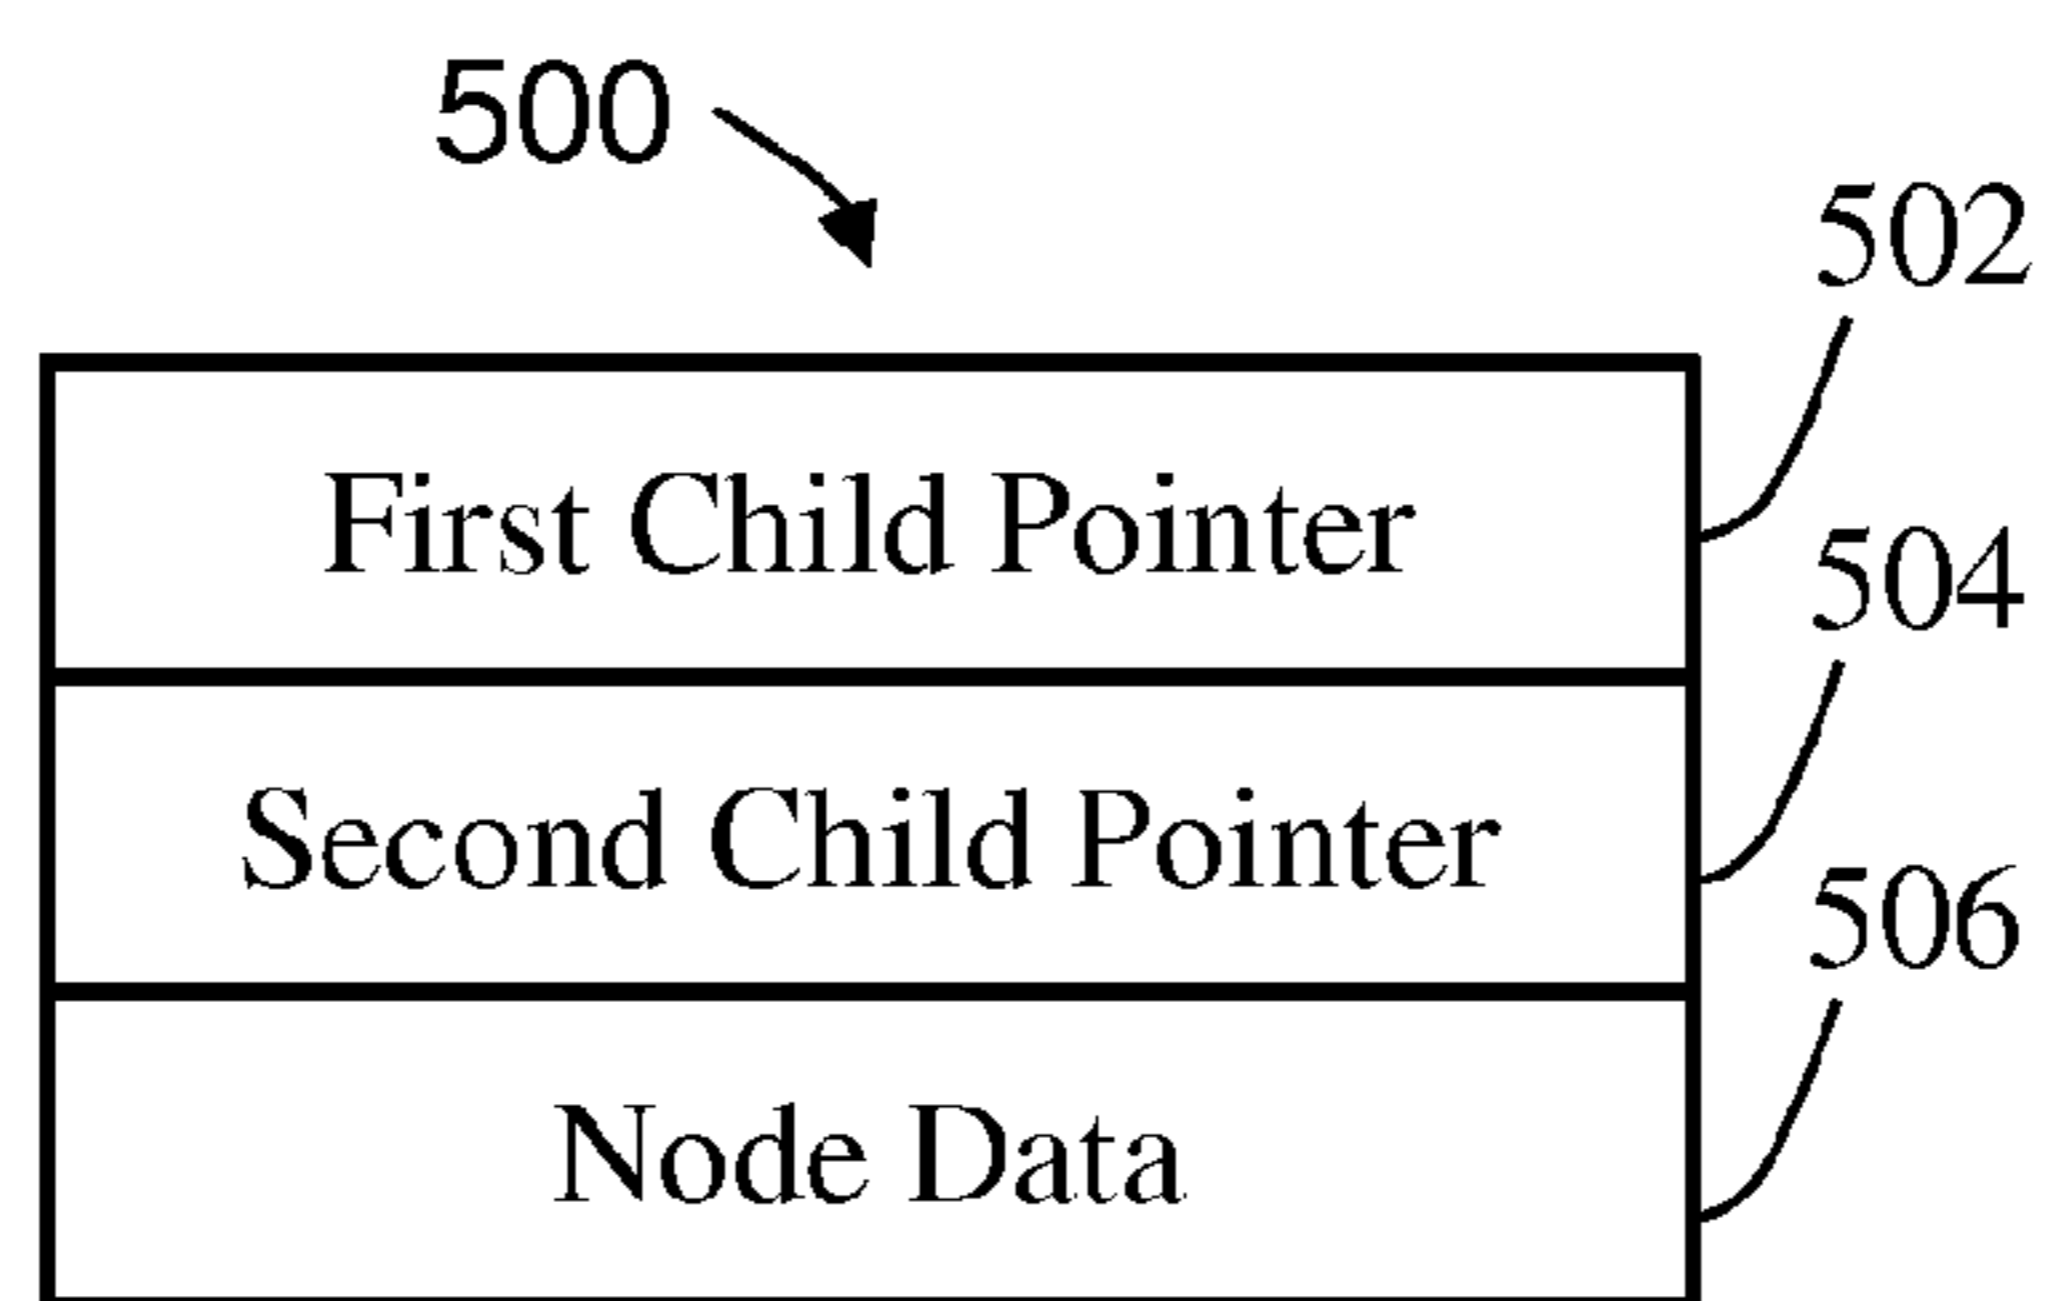 500
502
First Child Pointer
504
Second Child Pointer
506
Node Data